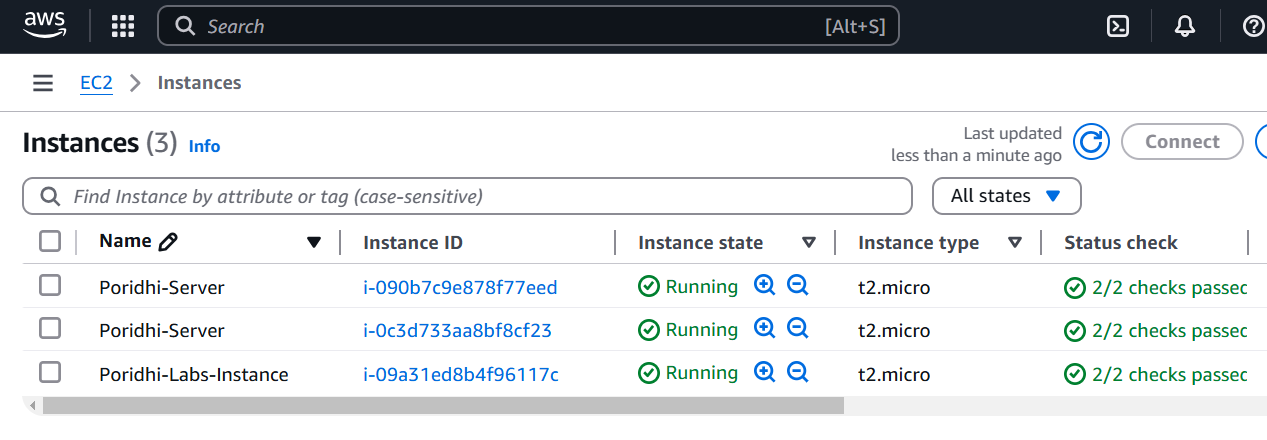 aws Search [Alt+S]
EC2 > Instances
Instances (3) Info
Last updated
less than a minute ago
Connect
Find Instance by attribute or tag (case-sensitive)
All states
Name Instance ID Instance state Instance type Status check
Poridhi-Server i-090b7c9e878f77eed Running t2.micro 2/2 checks passec
Poridhi-Server i-0c3d733aa8bf8cf23 Running t2.micro 2/2 checks passec
Poridhi-Labs-Instance i-09a31ed8b4f96117c Running t2.micro 2/2 checks passec